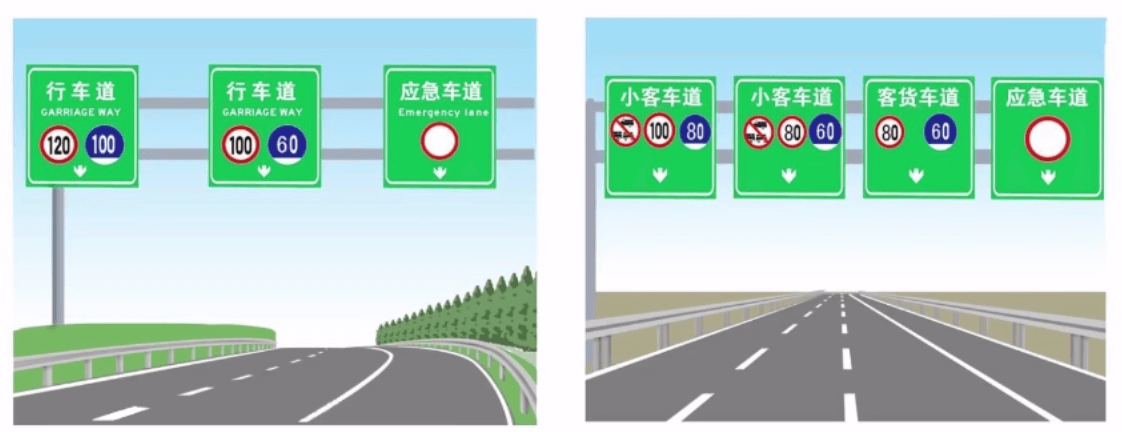 行车道
GARRIAGE WAY
120 100
行车道
GARRIAGE WAY
100 60
应急车道
Emergency lane
小客车道
100 80
小客车道
80 60
客货车道
80 60
应急车道